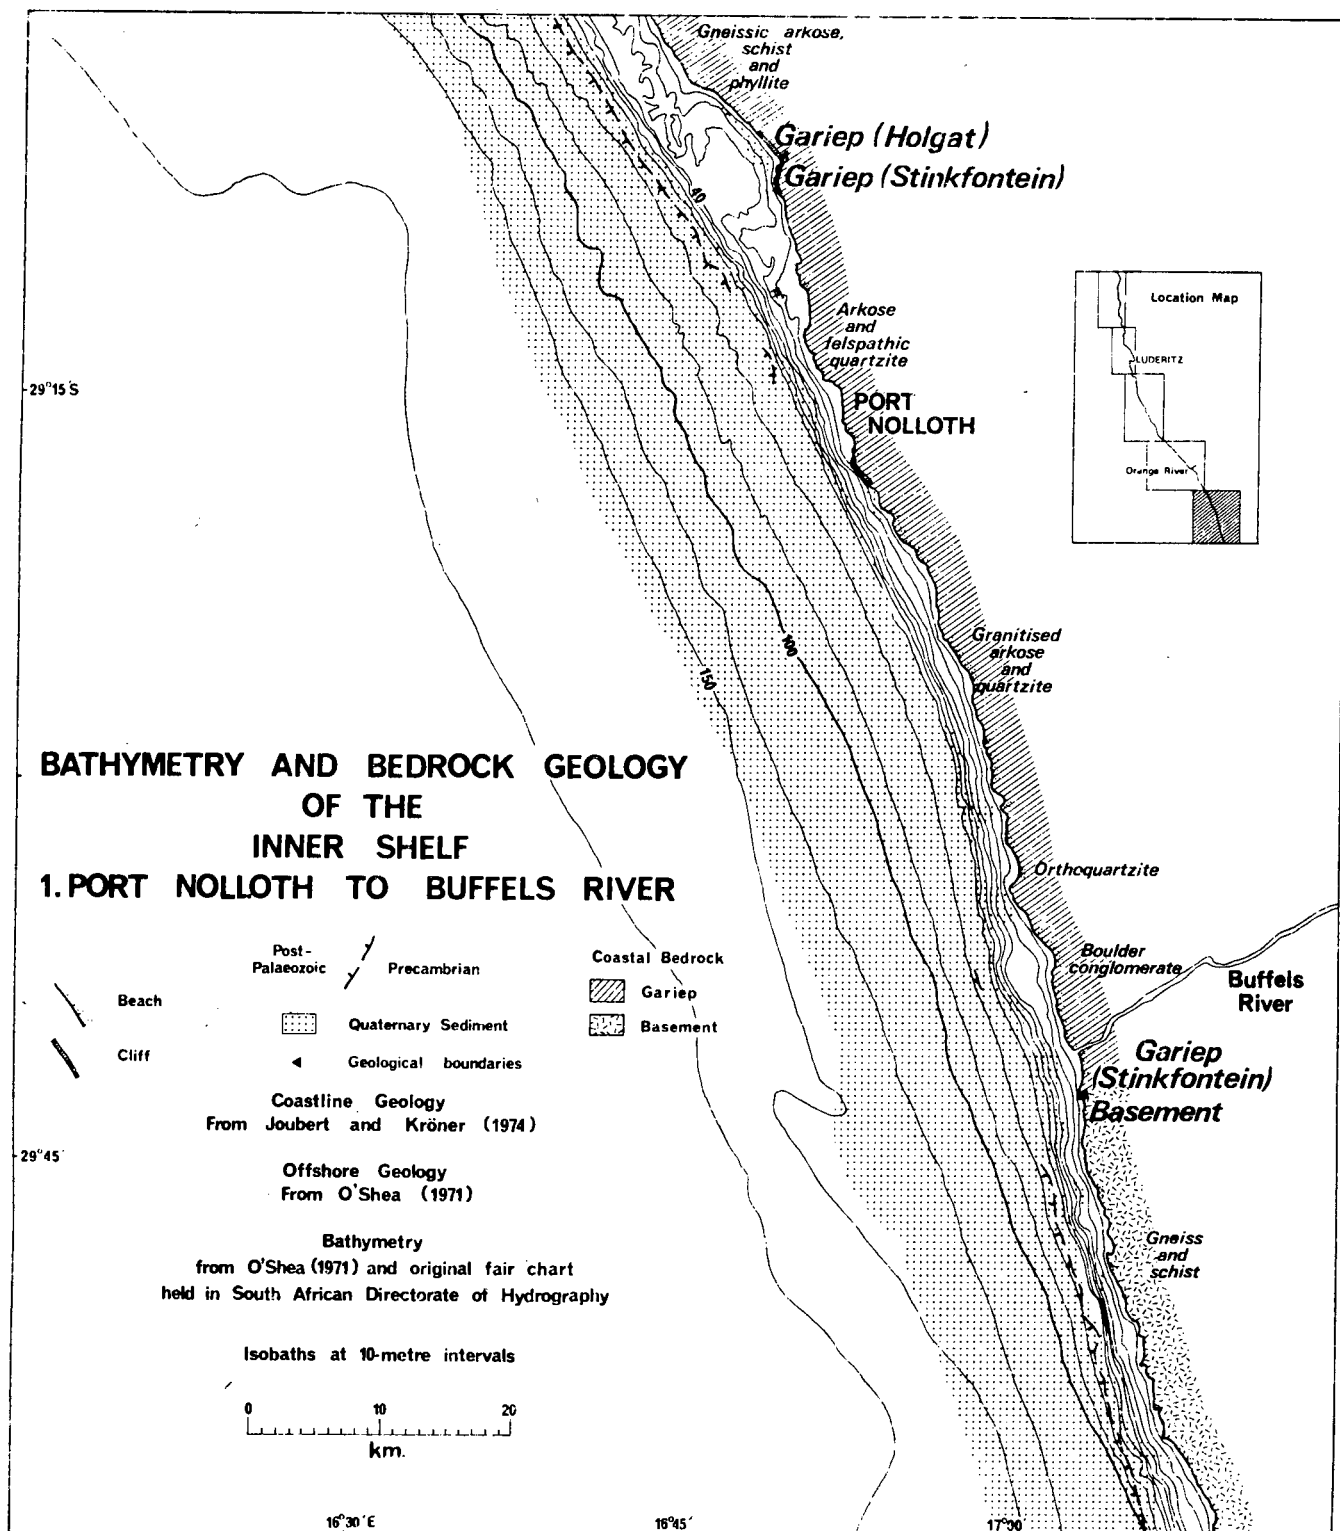 Gneissic arkose,
schist
and
phyllite
Gariep (Holgat)
Gariep (Stinkfontein)
40
Location Map
LUDERITZ
Orange River
Arkose
and
felspathic
quartzite
29°15'S
PORT
NOLLOTH
Granitised
arkose
and
quartzite
100
150
BATHYMETRY AND BEDROCK GEOLOGY
OF THE
INNER SHELF
1. PORT NOLLOTH TO BUFFELS RIVER
Orthoquartzite
Boulder
conglomerate
Buffels
River
Post-
Palaeozoic
Precambrian
Coastal Bedrock
Gariep
Basement
Beach
Cliff
Quaternary Sediment
Geological boundaries
Gariep
(Stinkfontein)
Basement
Coastline Geology
From Joubert and Kröner (1974)
29°45'
Offshore Geology
From O'Shea (1971)
Gneiss
and
schist
Bathymetry
from O'Shea (1971) and original fair chart
held in South African Directorate of Hydrography
Isobaths at 10-metre intervals
0 10 20
km.
16°30'E 16°45' 17°00